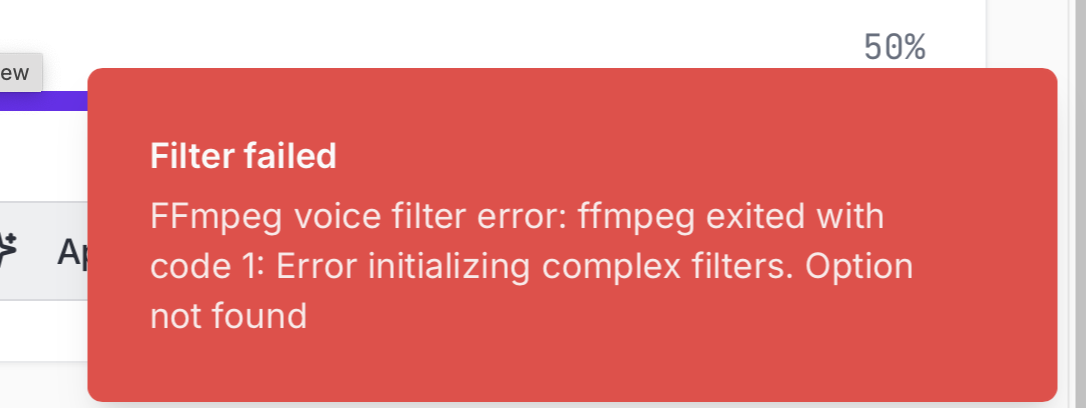 50%
ew
Filter failed
FFmpeg voice filter error: ffmpeg exited with
code 1: Error initializing complex filters. Option
not found